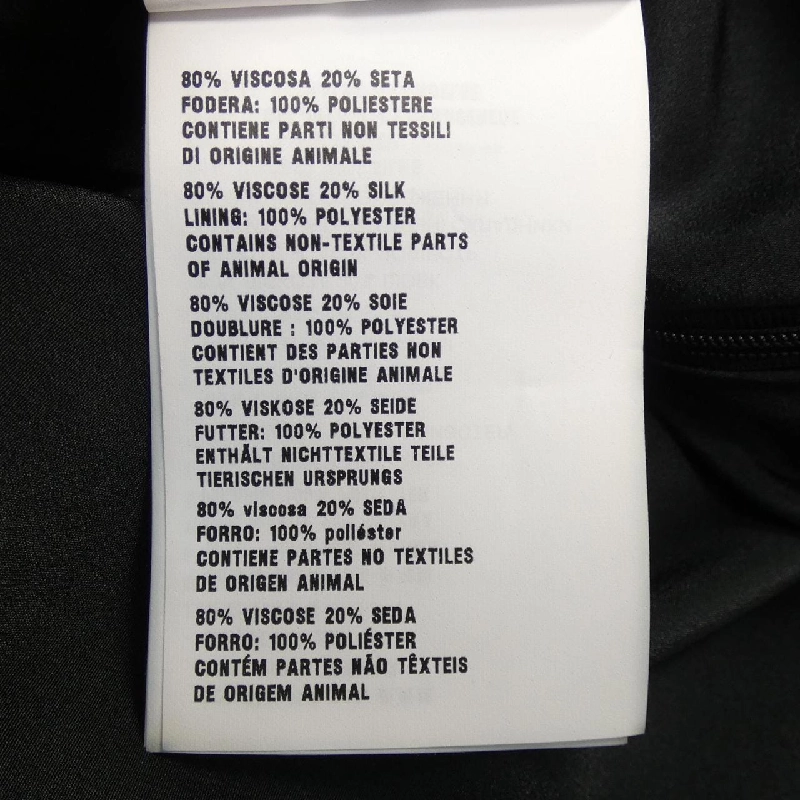 80% VISCOSA 20% SETA
FODERA: 100% POLIESTERE
CONTIENE PARTI NON TESSILI
DI ORIGINE ANIMALE
80% VISCOSE 20% SILK
LINING: 100% POLYESTER
CONTAINS NON-TEXTILE PARTS
OF ANIMAL ORIGIN
80% VISCOSE 20% SOIE
DOUBLURE : 100% POLYESTER
CONTIENT DES PARTIES NON
TEXTILES D'ORIGINE ANIMALE
80% VISKOSE 20% SEIDE
FUTTER: 100% POLYESTER
ENTHÄLT NICHTTEXTILE TEILE
TIERISCHEN URSPRUNGS
80% viscosa 20% SEDA
FORRO: 100% poliéster
CONTIENE PARTES NO TEXTILES
DE ORIGEN ANIMAL
80% VISCOSE 20% SEDA
FORRO: 100% POLIÉSTER
CONTÉM PARTES NÃO TÊXTEIS
DE ORIGEM ANIMAL